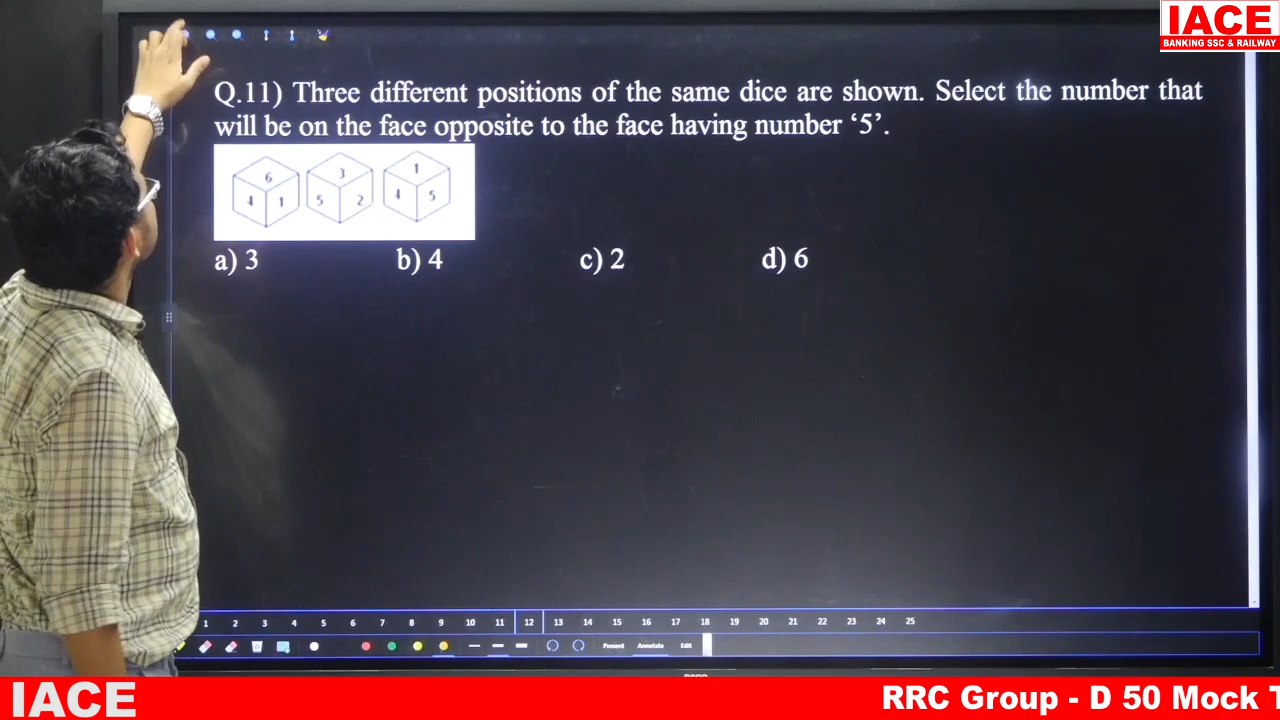 IACE
BANKING SSC & RAILWAY
Q.11) Three different positions of the same dice are shown. Select the number that
will be on the face opposite to the face having number ‘5’.
6 3 1
4 1 5 2 4 5
a) 3 b) 4 c) 2 d) 6
1 2 3 4 5 6 7 8 9 10 11 12 13 14 15 16 17 18 19 20 21 22 23 24 25
Present Annotate Edit
IACE RRC Group - D 50 Mock T